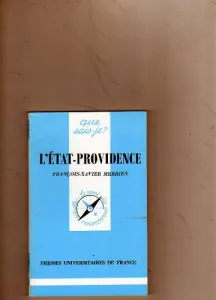 que
sais-je?
L'ÉTAT-PROVIDENCE
FRANÇOIS-XAVIER MERRIEN
PRESSES UNIVERSITAIRES DE FRANCE